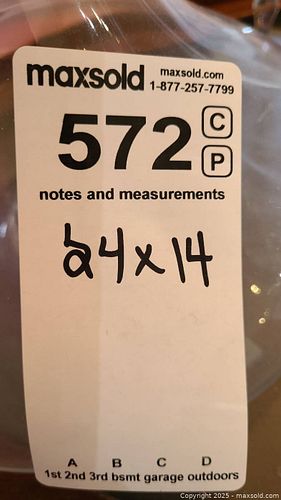 maxsold maxsold.com
1-877-257-7799
572 C
P
notes and measurements
24x14
A B C D
1st 2nd 3rd bsmt garage outdoors
Copyright 2025 - maxsold.com